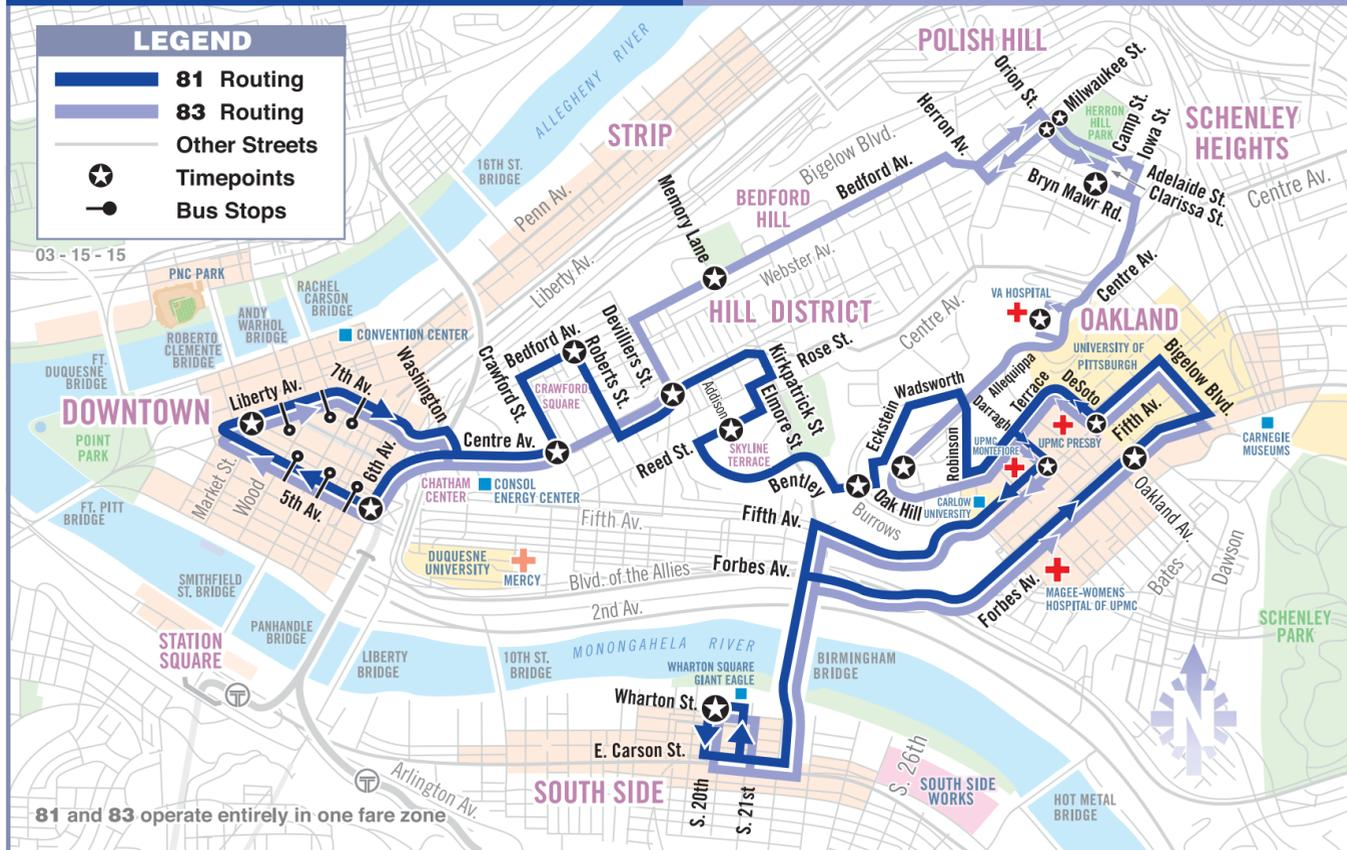 LEGEND
81 Routing
83 Routing
Other Streets
Timepoints
Bus Stops
03 - 15 - 15
ALLEGHENY RIVER
STRIP
16TH ST.
BRIDGE
Penn Av.
Liberty Av.
POLISH HILL
Orion St.
Milwaukee St.
HERRON
HILL
PARK
Camp St.
Iowa St.
SCHENLEY
HEIGHTS
Herron Av.
Bigelow Blvd.
Bedford Av.
Bryn Mawr Rd.
Adelaide St.
Clarissa St.
Centre Av.
Memory Lane
BEDFORD
HILL
Webster Av.
HILL DISTRICT
Centre Av.
Centre Av.
VA HOSPITAL
OAKLAND
UNIVERSITY OF
PITTSBURGH
PNC PARK
RACHEL
CARSON
BRIDGE
ANDY
WARHOL
BRIDGE
ROBERTO
CLEMENTE
BRIDGE
FT.
DUQUESNE
BRIDGE
CONVENTION CENTER
DOWNTOWN
POINT
PARK
Liberty Av.
7th Av.
Washington
6th Av.
5th Av.
Market St.
Wood
FT. PITT
BRIDGE
Centre Av.
CHATHAM
CENTER
CONSOL
ENERGY CENTER
Crawford St.
Bedford Av.
Roberts St.
CRAWFORD
SQUARE
Devilliers St.
Kirkpatrick St
Rose St.
Elmore St.
Addison
SKYLINE
TERRACE
Reed St.
Bentley
Oak Hill
Burrows
Eckstein
Wadsworth
Robinson
Allequippa
Terrace
Darragh
DeSoto
UPMC
MONTEFIORE
UPMC PRESBY
CARLOW
UNIVERSITY
Fifth Av.
Bigelow Blvd.
CARNEGIE
MUSEUMS
Oakland Av.
Bates
Dawson
Fifth Av.
Fifth Av.
Forbes Av.
Forbes Av.
MAGEE-WOMENS
HOSPITAL OF UPMC
DUQUESNE
UNIVERSITY
MERCY
Blvd. of the Allies
2nd Av.
SMITHFIELD
ST. BRIDGE
PANHANDLE
BRIDGE
STATION
SQUARE
T
LIBERTY
BRIDGE
10TH ST.
BRIDGE
MONONGAHELA RIVER
WHARTON SQUARE
GIANT EAGLE
BIRMINGHAM
BRIDGE
Wharton St.
E. Carson St.
SOUTH SIDE
S. 20th
S. 21st
S. 26th
SOUTH SIDE
WORKS
HOT METAL
BRIDGE
SCHENLEY
PARK
N
T
Arlington Av.
81 and 83 operate entirely in one fare zone